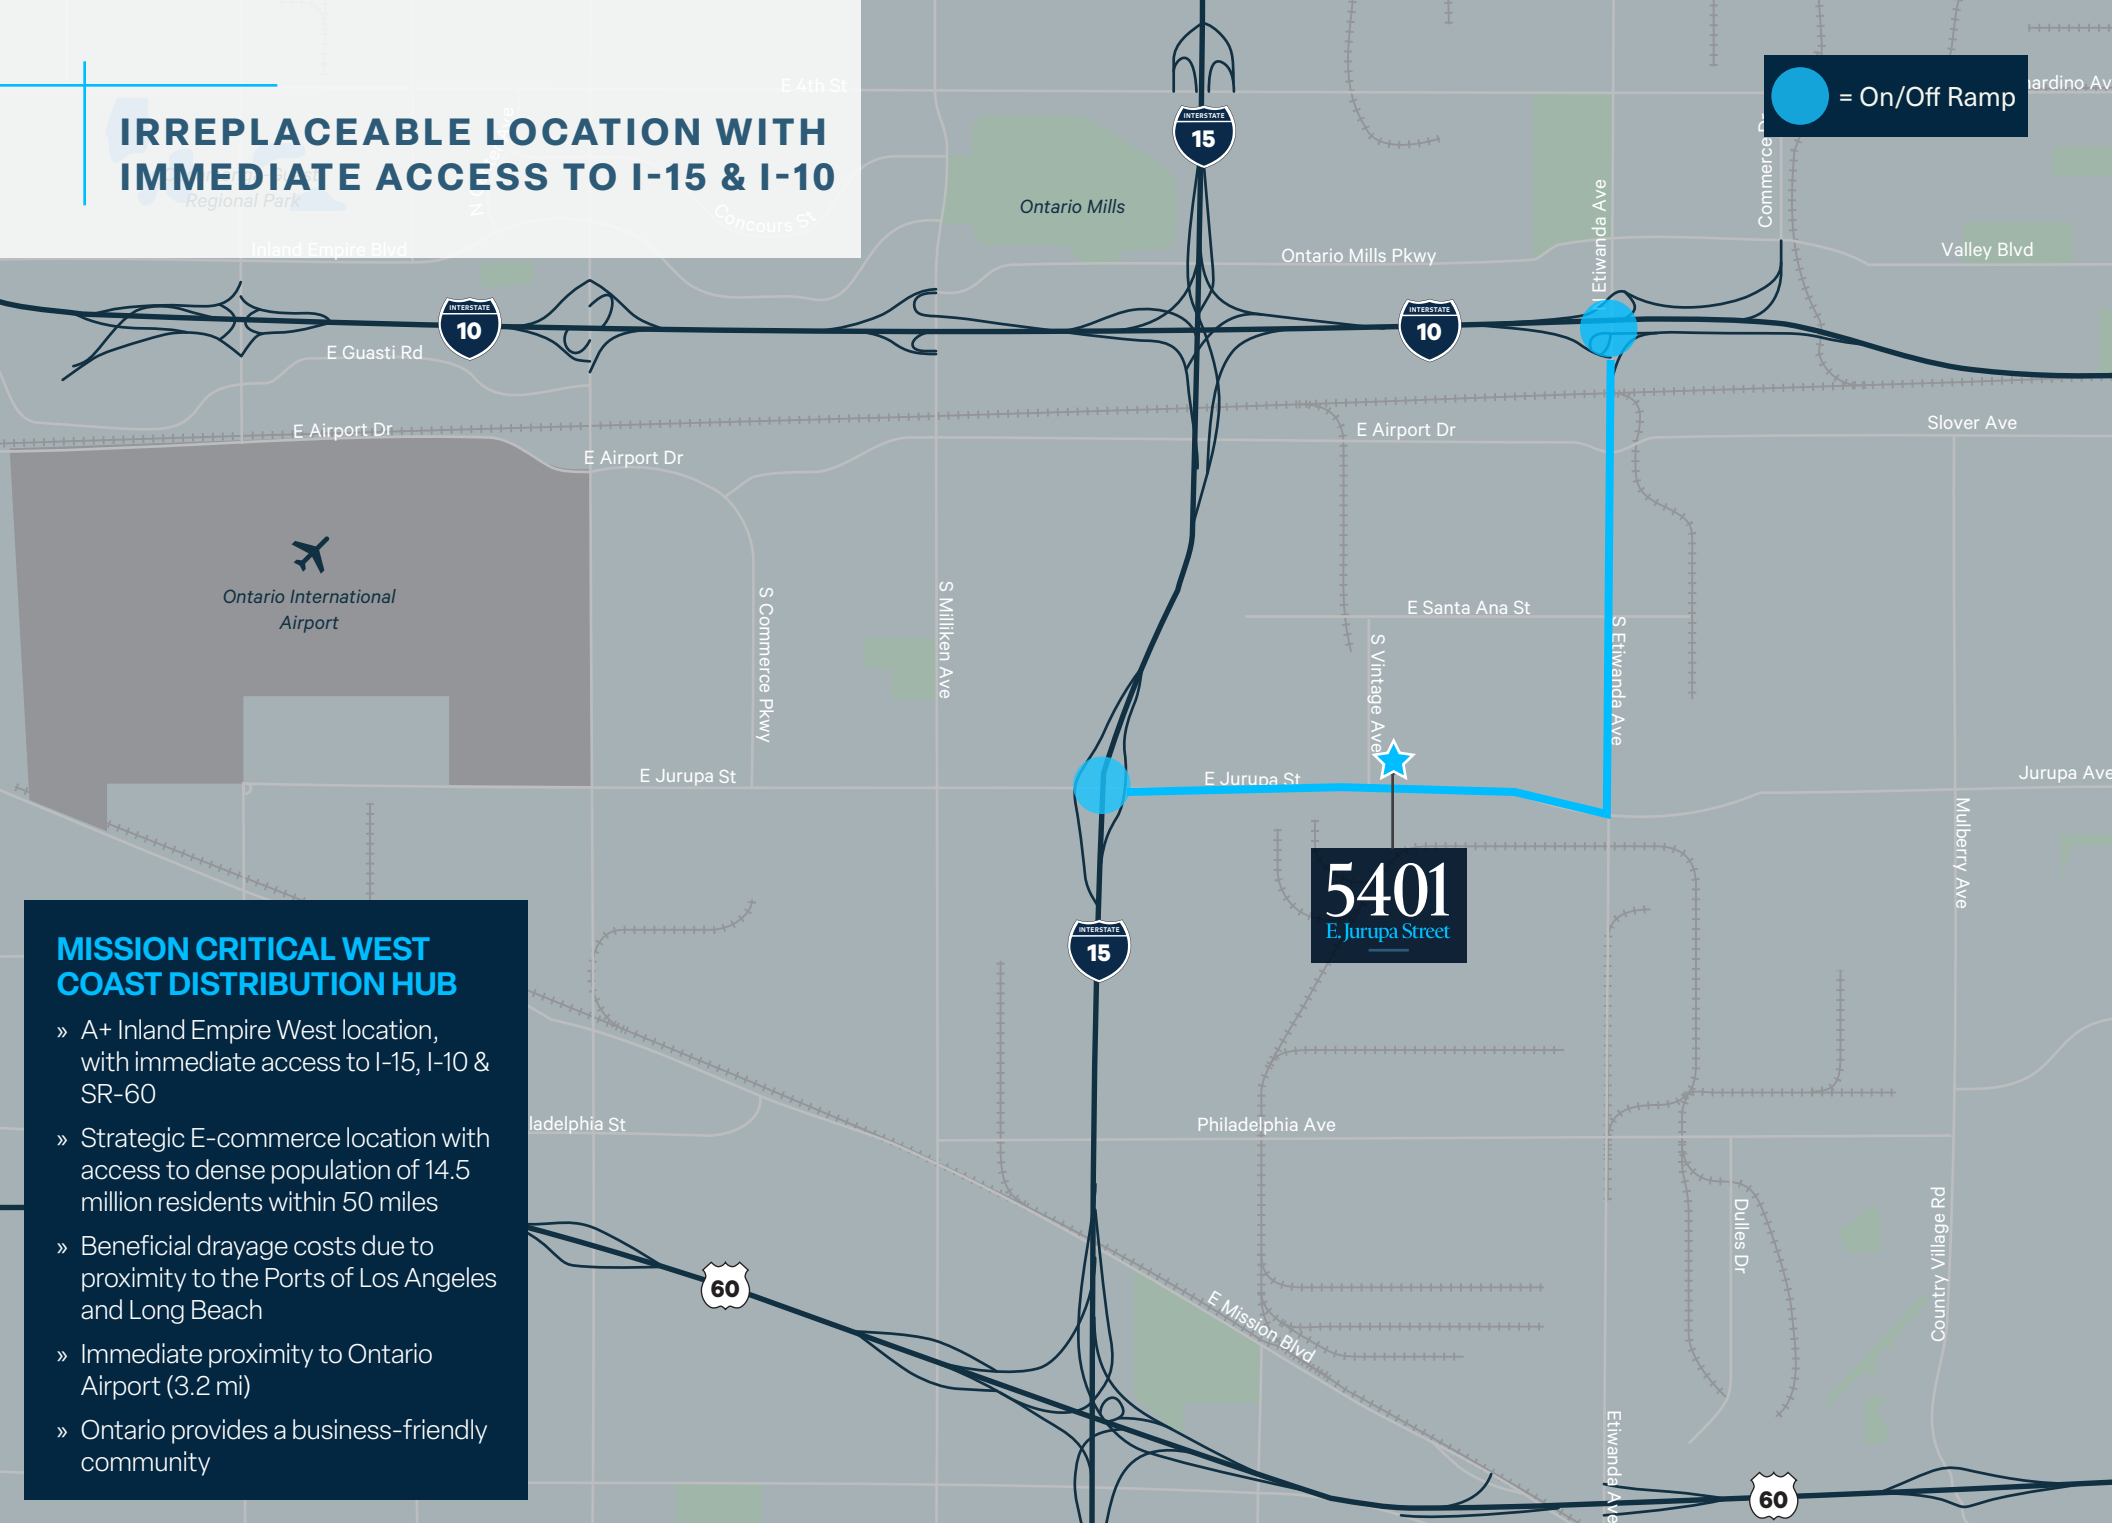 IRREPLACEABLE LOCATION WITH
IMMEDIATE ACCESS TO I-15 & I-10
= On/Off Ramp
E 4th St
Regional Park
Concours St
Inland Empire Blvd
INTERSTATE
15
Ontario Mills
Ontario Mills Pkwy
Etiwanda Ave
Commerce Dr
Valley Blvd
INTERSTATE
10
INTERSTATE
10
E Guasti Rd
E Airport Dr
E Airport Dr
E Airport Dr
Slover Ave
Ontario International
Airport
S Commerce Pkwy
S Milliken Ave
E Santa Ana St
S Vintage Ave
S Etiwanda Ave
E Jurupa St
E Jurupa St
Jurupa Ave
Mulberry Ave
5401
E. Jurupa Street
INTERSTATE
15
MISSION CRITICAL WEST
COAST DISTRIBUTION HUB
» A+ Inland Empire West location,
with immediate access to I-15, I-10 &
SR-60
» Strategic E-commerce location with
access to dense population of 14.5
million residents within 50 miles
» Beneficial drayage costs due to
proximity to the Ports of Los Angeles
and Long Beach
» Immediate proximity to Ontario
Airport (3.2 mi)
» Ontario provides a business-friendly
community
ladelphia St
Philadelphia Ave
Dulles Dr
Country Village Rd
60
E Mission Blvd
Etiwanda Ave
60